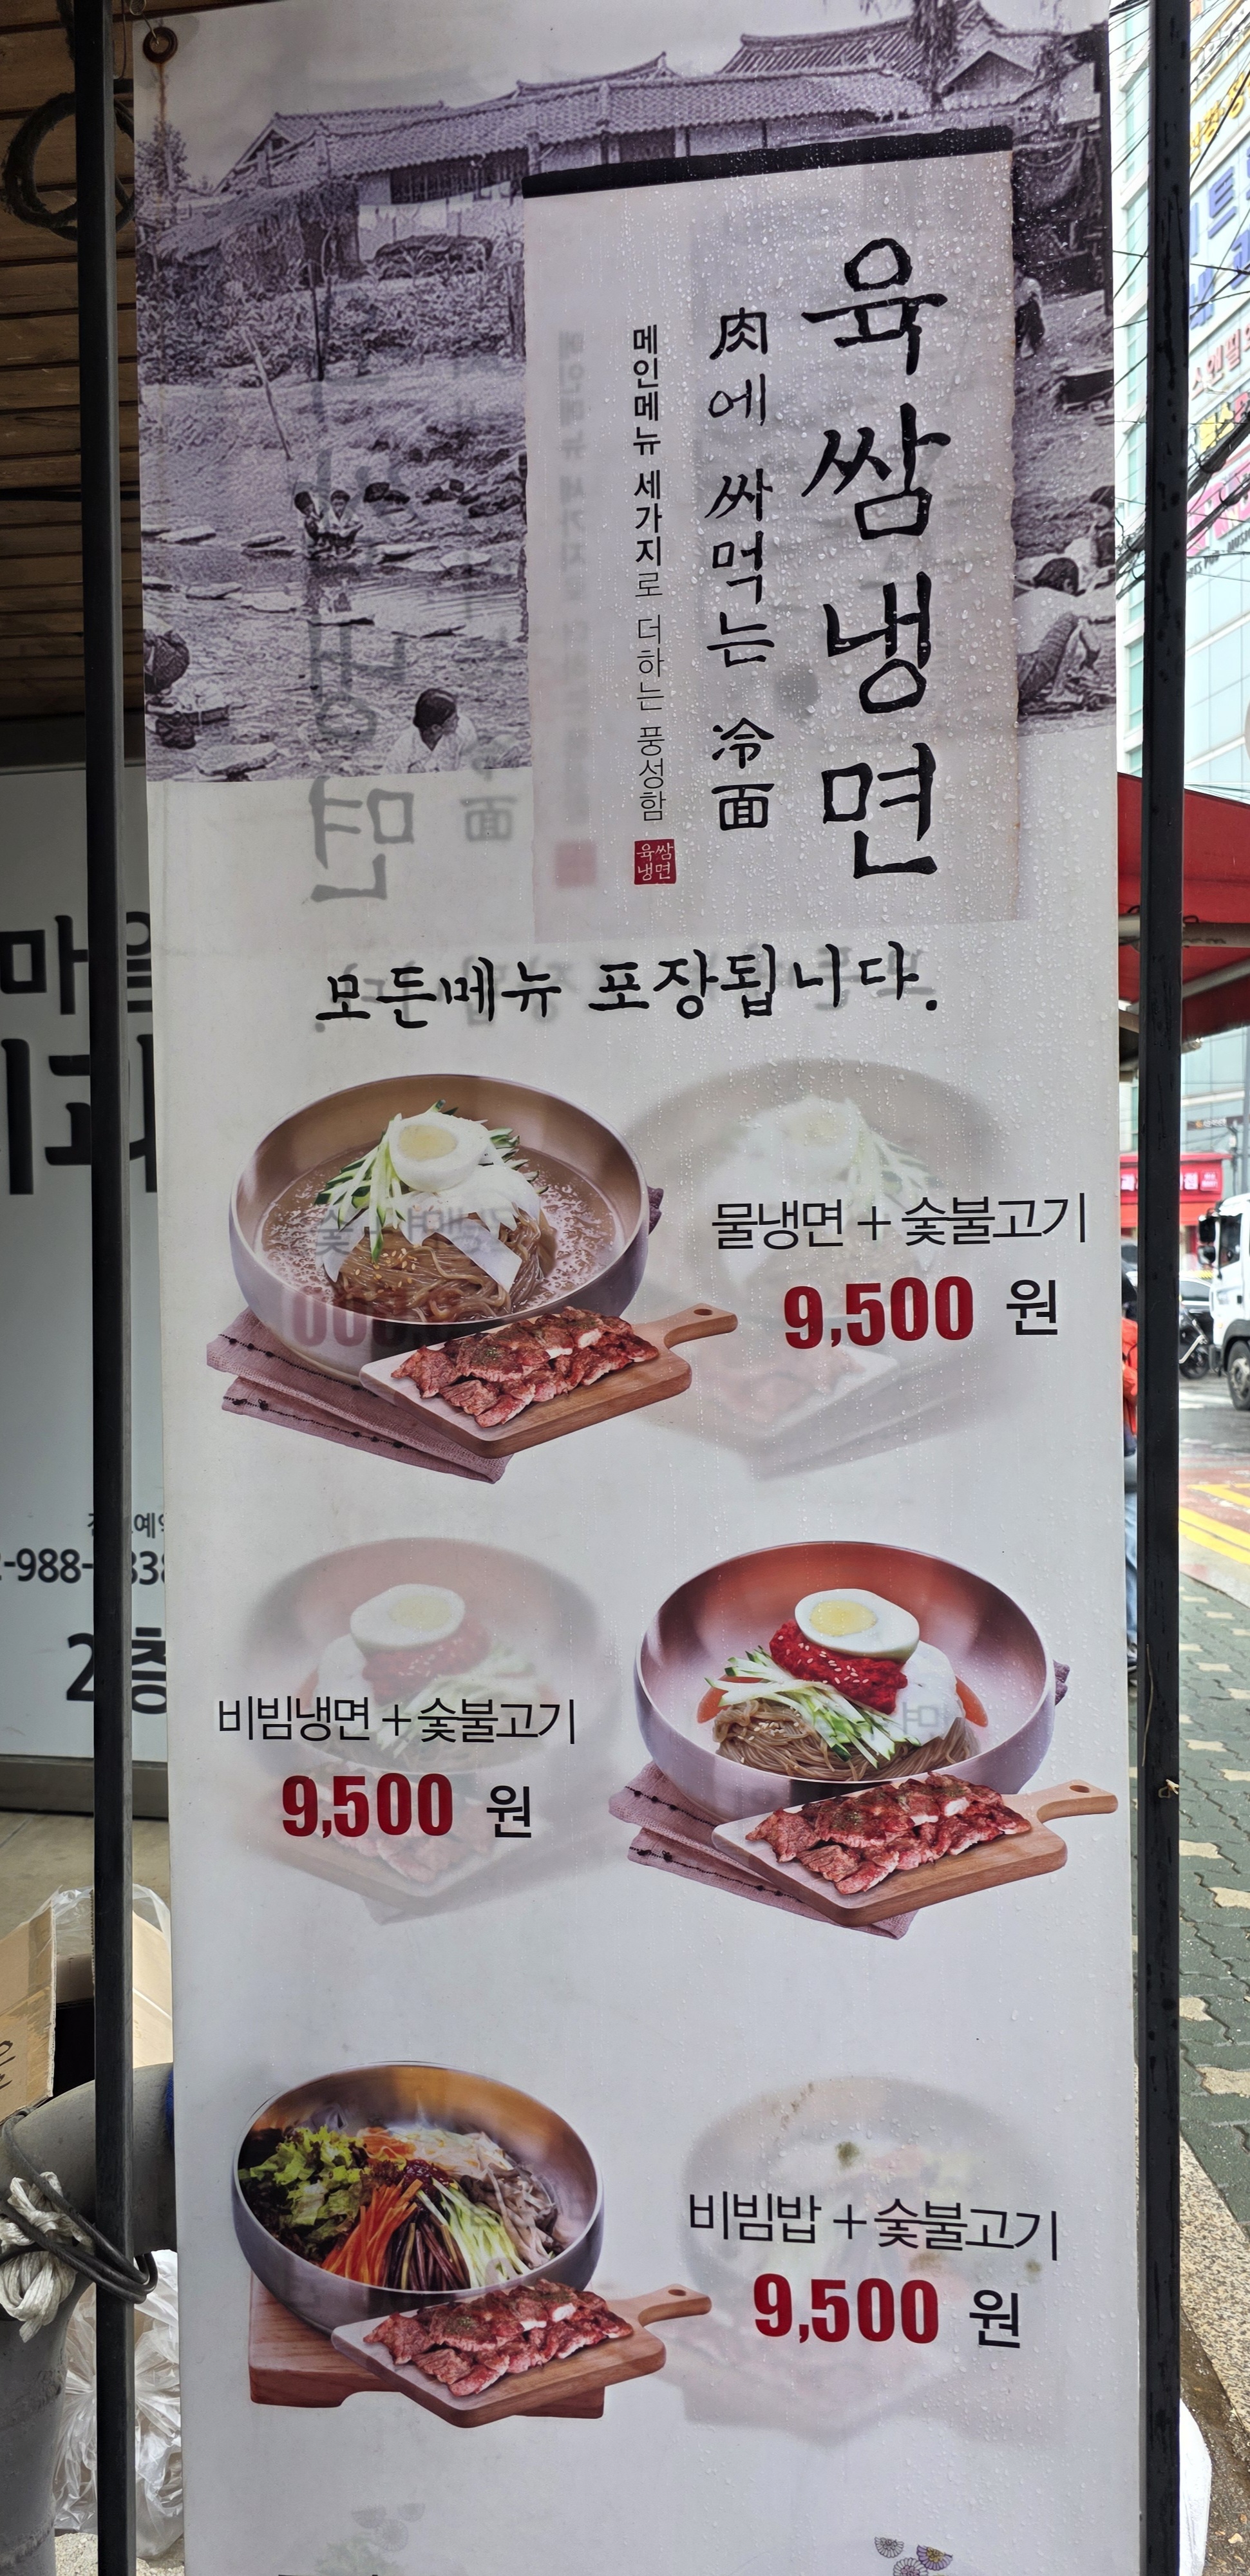 육쌈냉면
肉에 싸먹는 冷面
메인메뉴 세가지로 더하는 풍성함
육쌈
냉면
모든메뉴 포장됩니다.
물냉면 + 숯불고기
9,500 원
비빔냉면 + 숯불고기
9,500 원
비빔밥 + 숯불고기
9,500 원
마을
2층